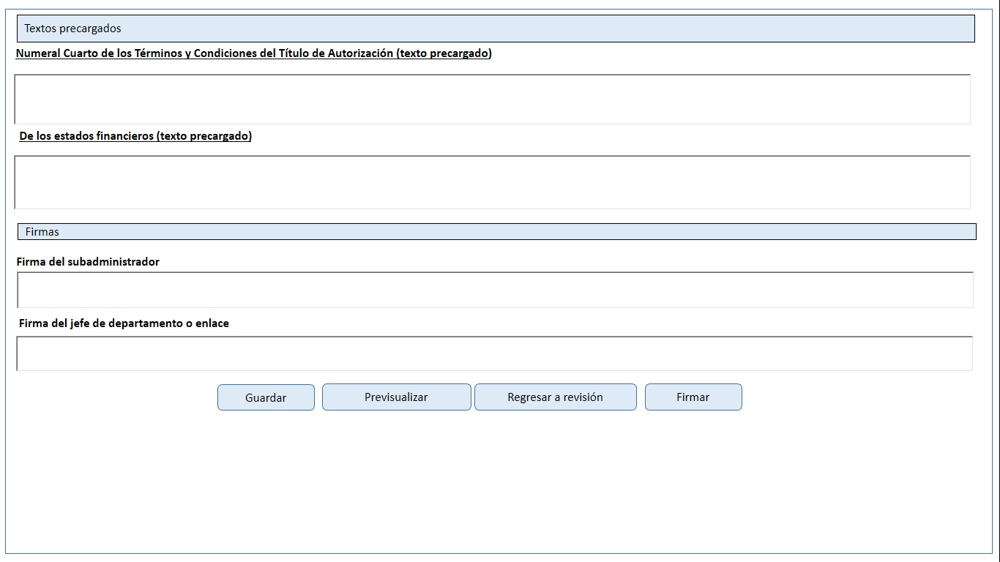 Textos precargados
Numeral Cuarto de los Términos y Condiciones del Título de Autorización (texto precargado)
De los estados financieros (texto precargado)
Firmas
Firma del subadministrador
Firma del jefe de departamento o enlace
Guardar Previsualizar Regresar a revisión Firmar